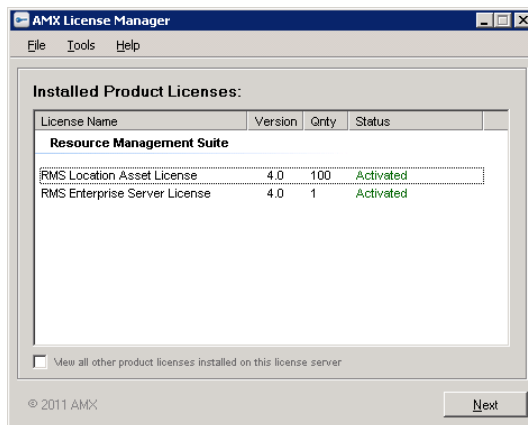 AMX License Manager
File Tools Help
Installed Product Licenses:
License Name Version Qnty Status
Resource Management Suite
RMS Location Asset License 4.0 100 Activated
RMS Enterprise Server License 4.0 1 Activated
View all other product licenses installed on this license server
© 2011 AMX Next